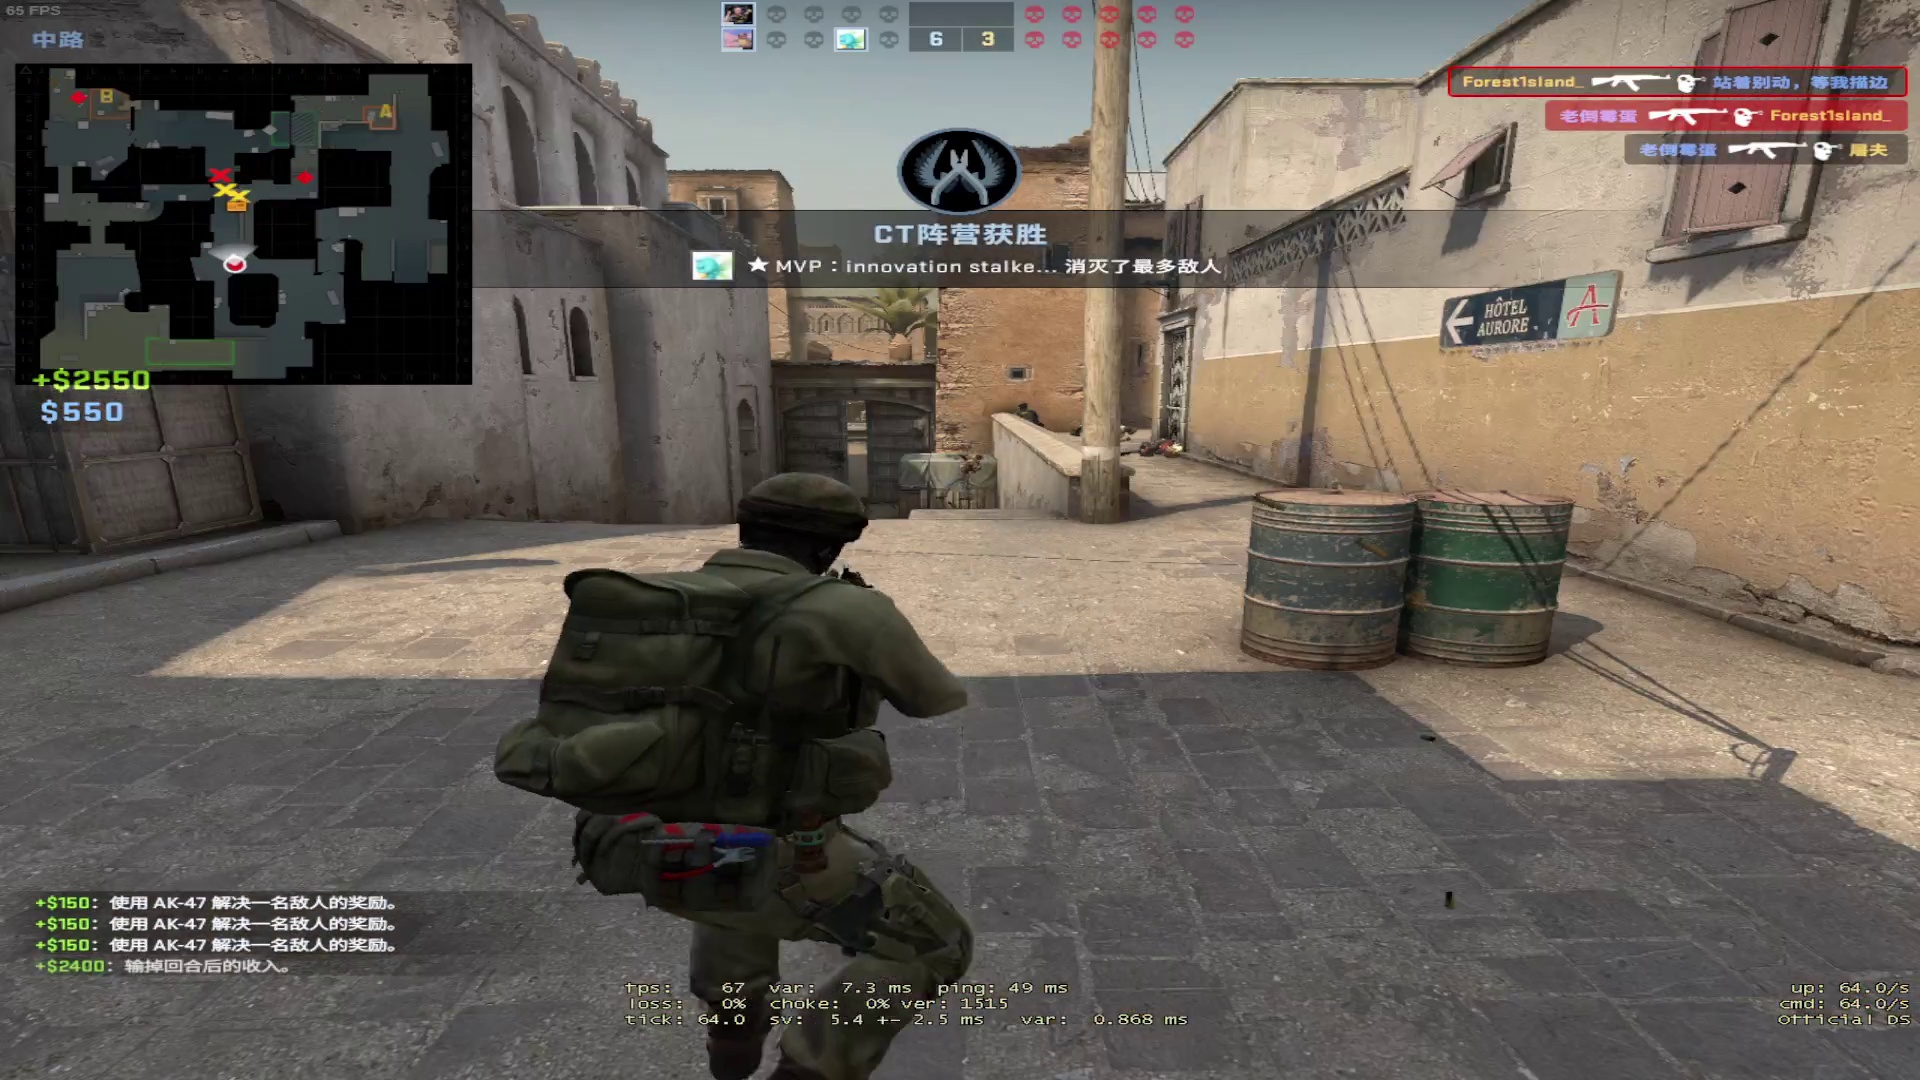 65 FPS
中路
B
A
+$2550
$550
6 3
Forest1sland_ 站着别动，等我描边
老倒霉蛋 Forest1sland_
老倒霉蛋 屠夫
CT阵营获胜
★ MVP：innovation stalke... 消灭了最多敌人
HÔTEL
AURORE
A
+$150：使用 AK-47 解决一名敌人的奖励。
+$150：使用 AK-47 解决一名敌人的奖励。
+$150：使用 AK-47 解决一名敌人的奖励。
+$2400：输掉回合后的收入。
fps: 67 var: 7.3 ms ping: 49 ms
loss: 0% choke: 0% ver: 1515
tick: 64.0 sv: 5.4 +- 2.5 ms var: 0.868 ms
up: 64.0/s
cmd: 64.0/s
Official DS